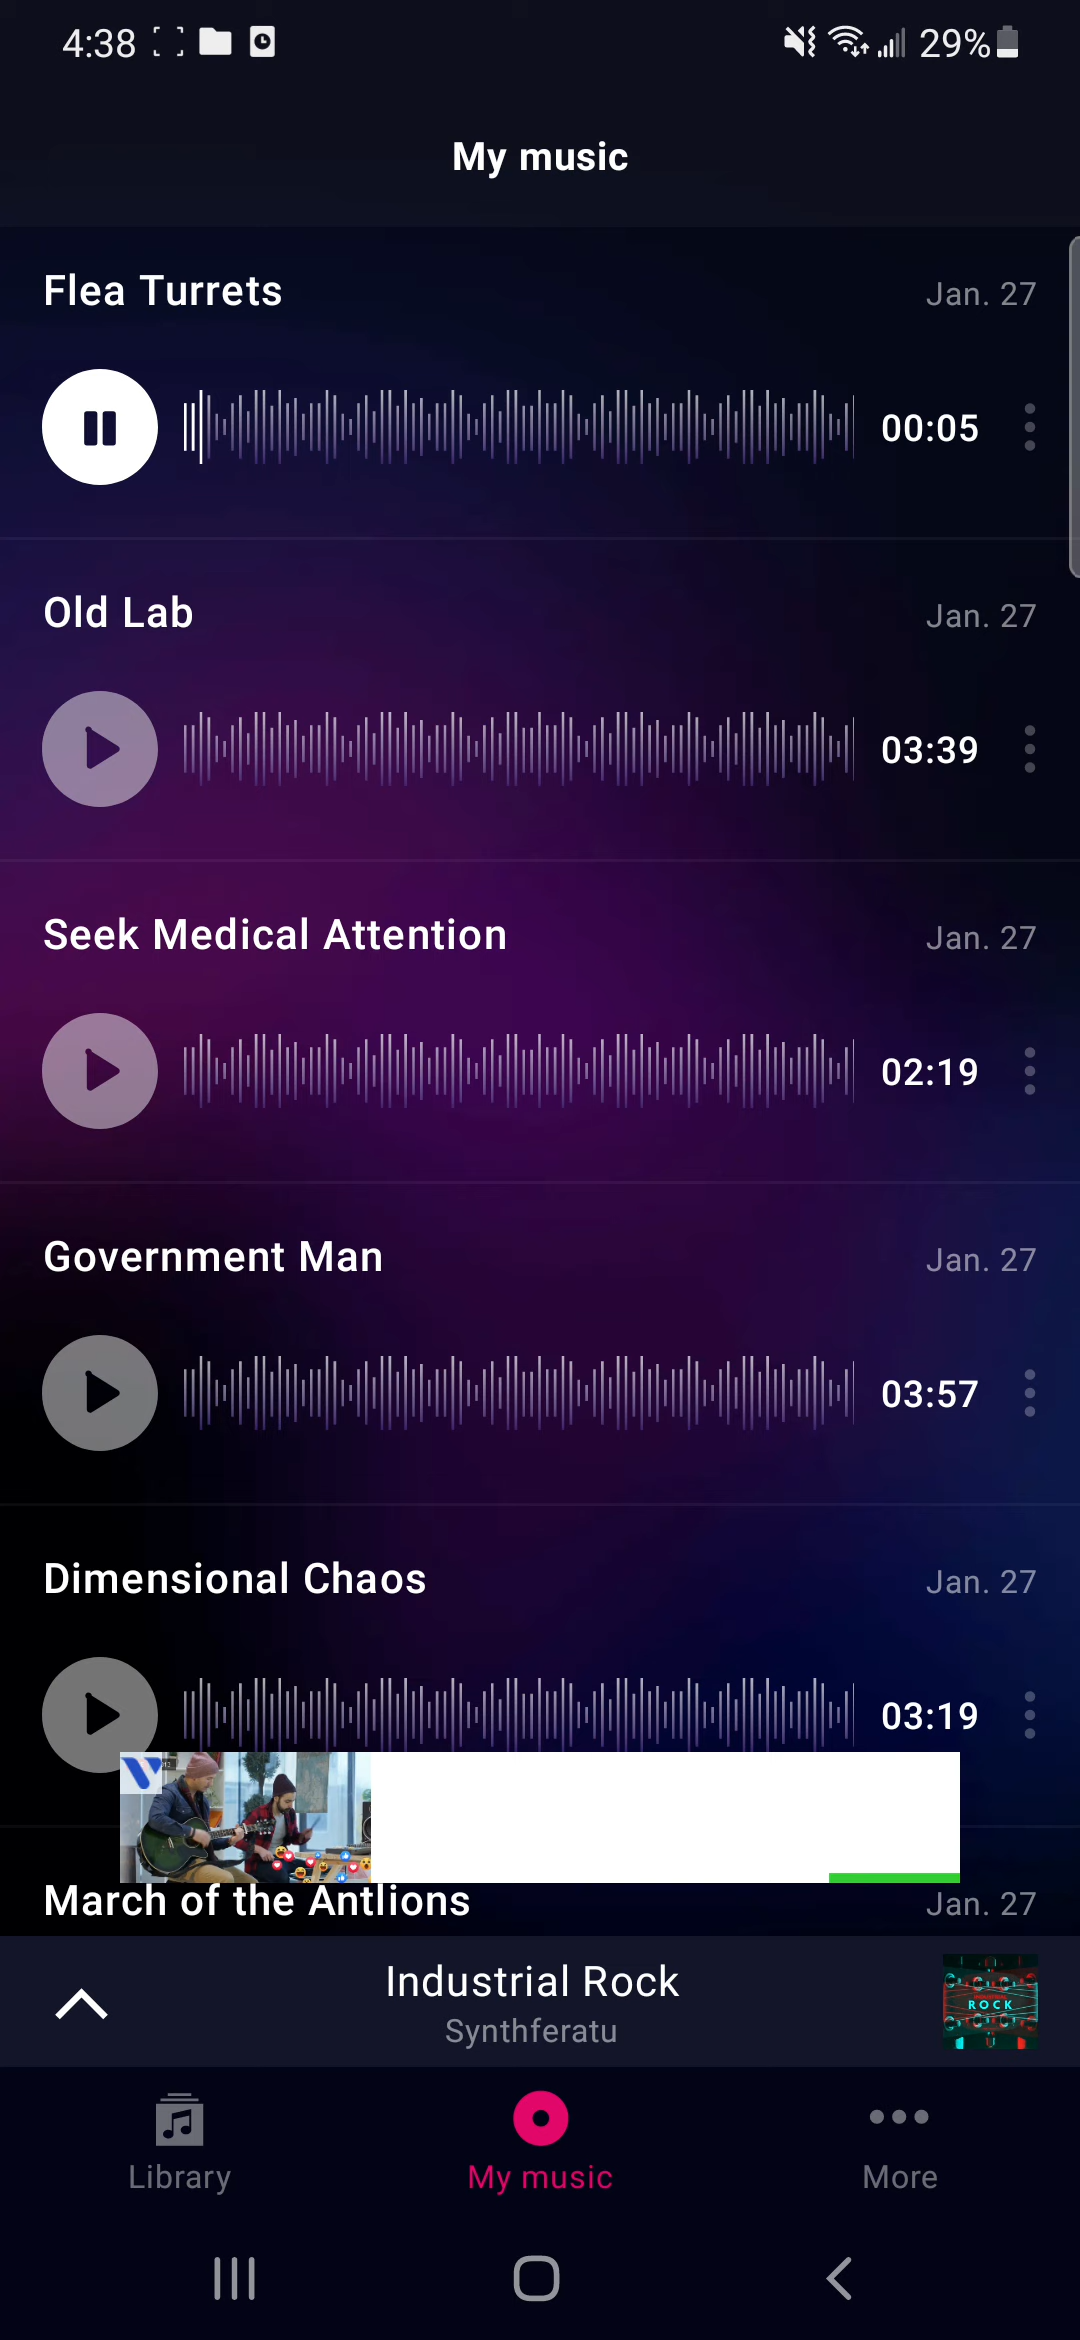 4:38
29%
My music
Flea Turrets
Jan. 27
00:05
Old Lab
Jan. 27
03:39
Seek Medical Attention
Jan. 27
02:19
Government Man
Jan. 27
03:57
Dimensional Chaos
Jan. 27
03:19
March of the Antlions
Jan. 27
Industrial Rock
Synthferatu
ROCK
Library
My music
More